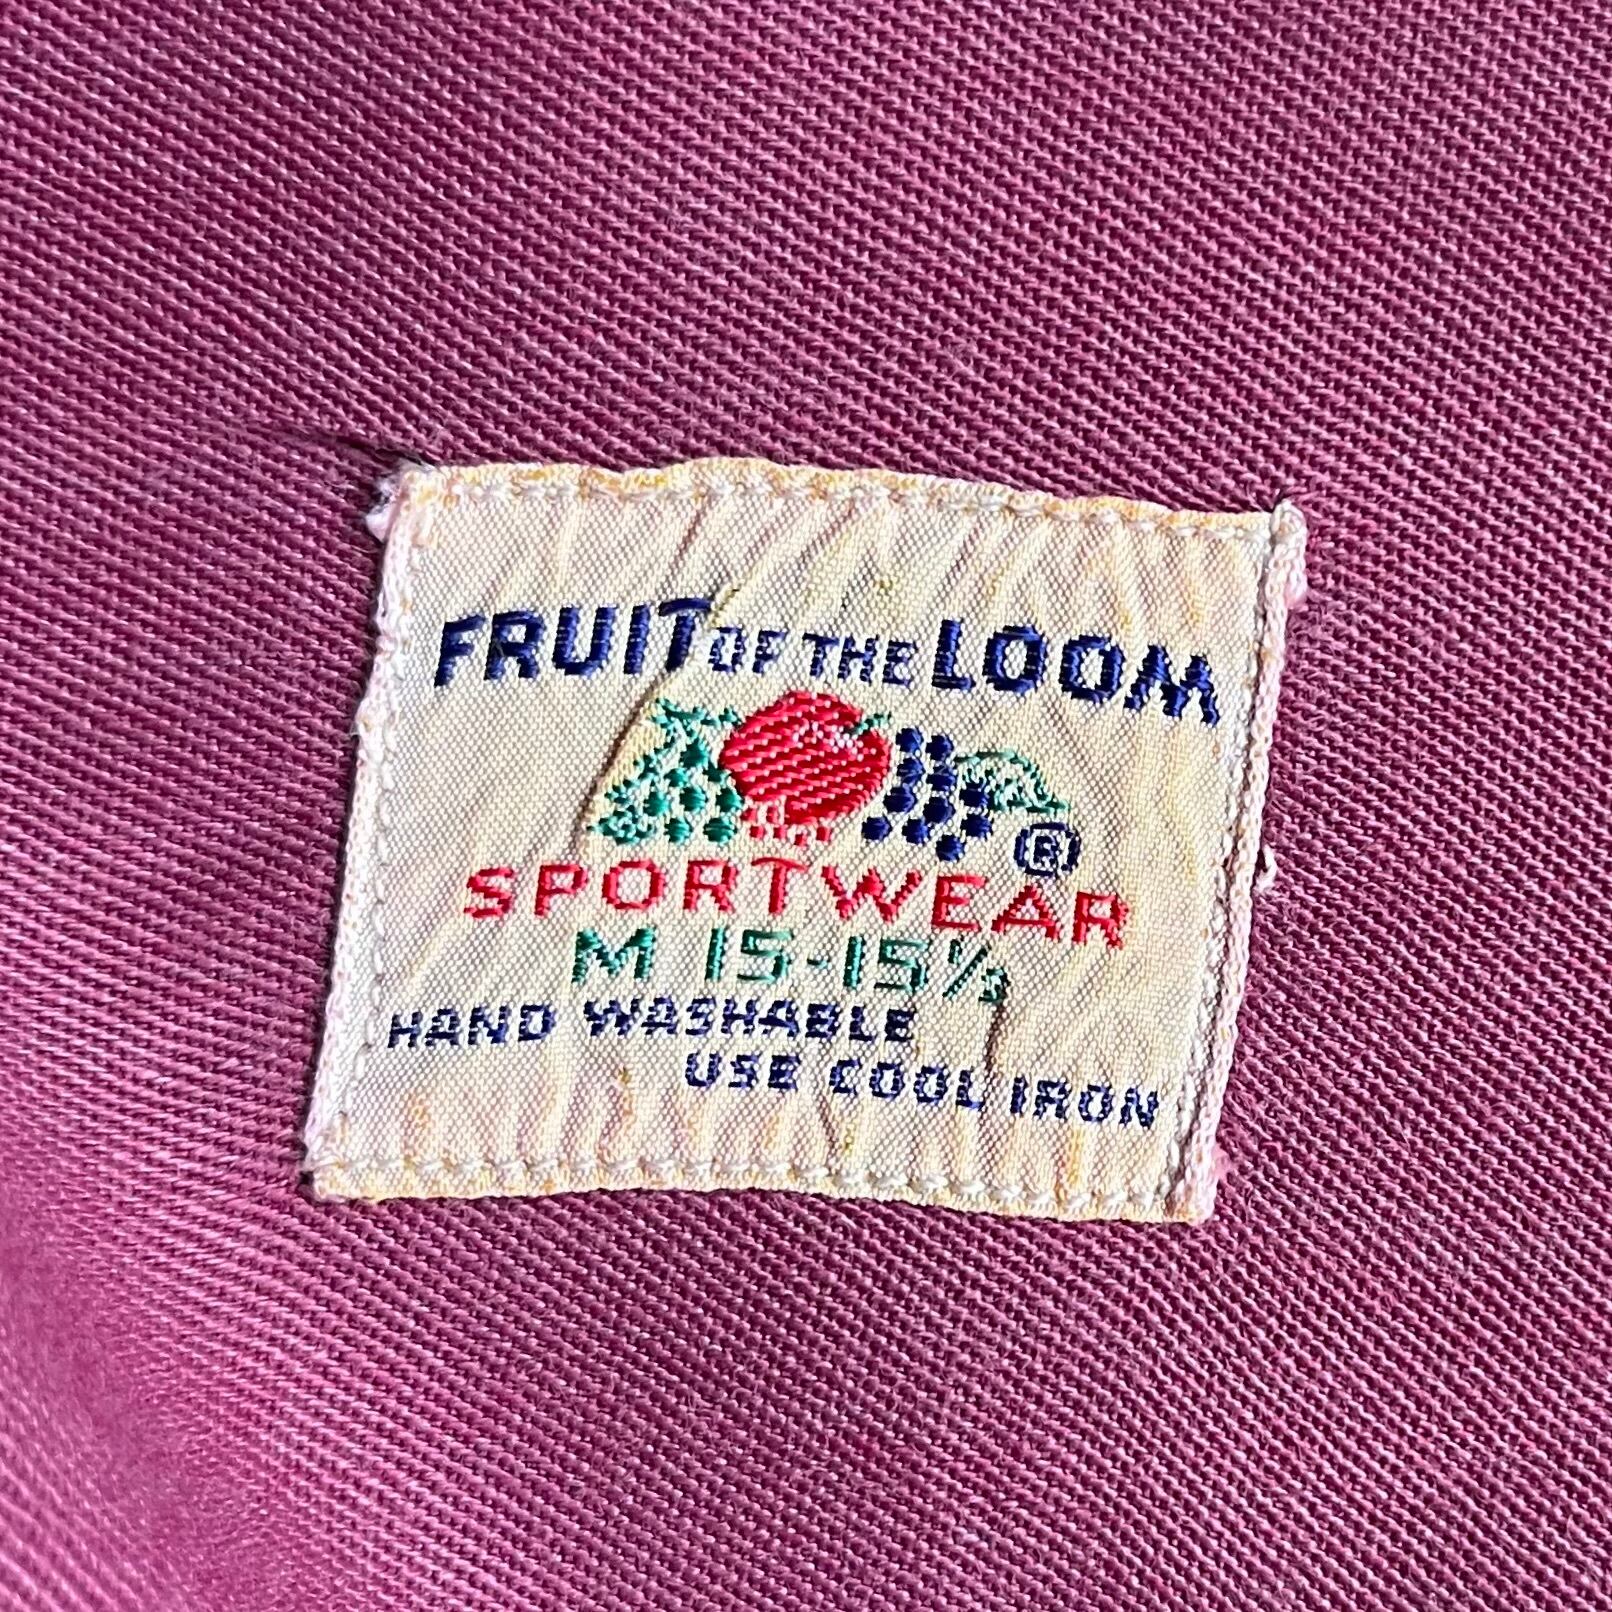 FRUIT OF THE LOOM
®
SPORTWEAR
M 15-15½
HAND WASHABLE
USE COOL IRON